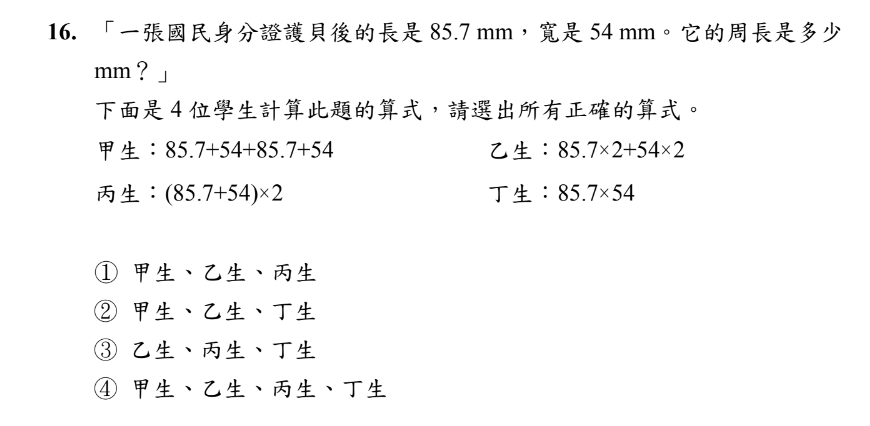 16. 「一張國民身分證護貝後的長是 85.7 mm，寬是 54 mm。它的周長是多少
mm？」
下面是 4 位學生計算此題的算式，請選出所有正確的算式。
甲生：85.7+54+85.7+54 乙生：85.7×2+54×2
丙生：(85.7+54)×2 丁生：85.7×54
① 甲生、乙生、丙生
② 甲生、乙生、丁生
③ 乙生、丙生、丁生
④ 甲生、乙生、丙生、丁生